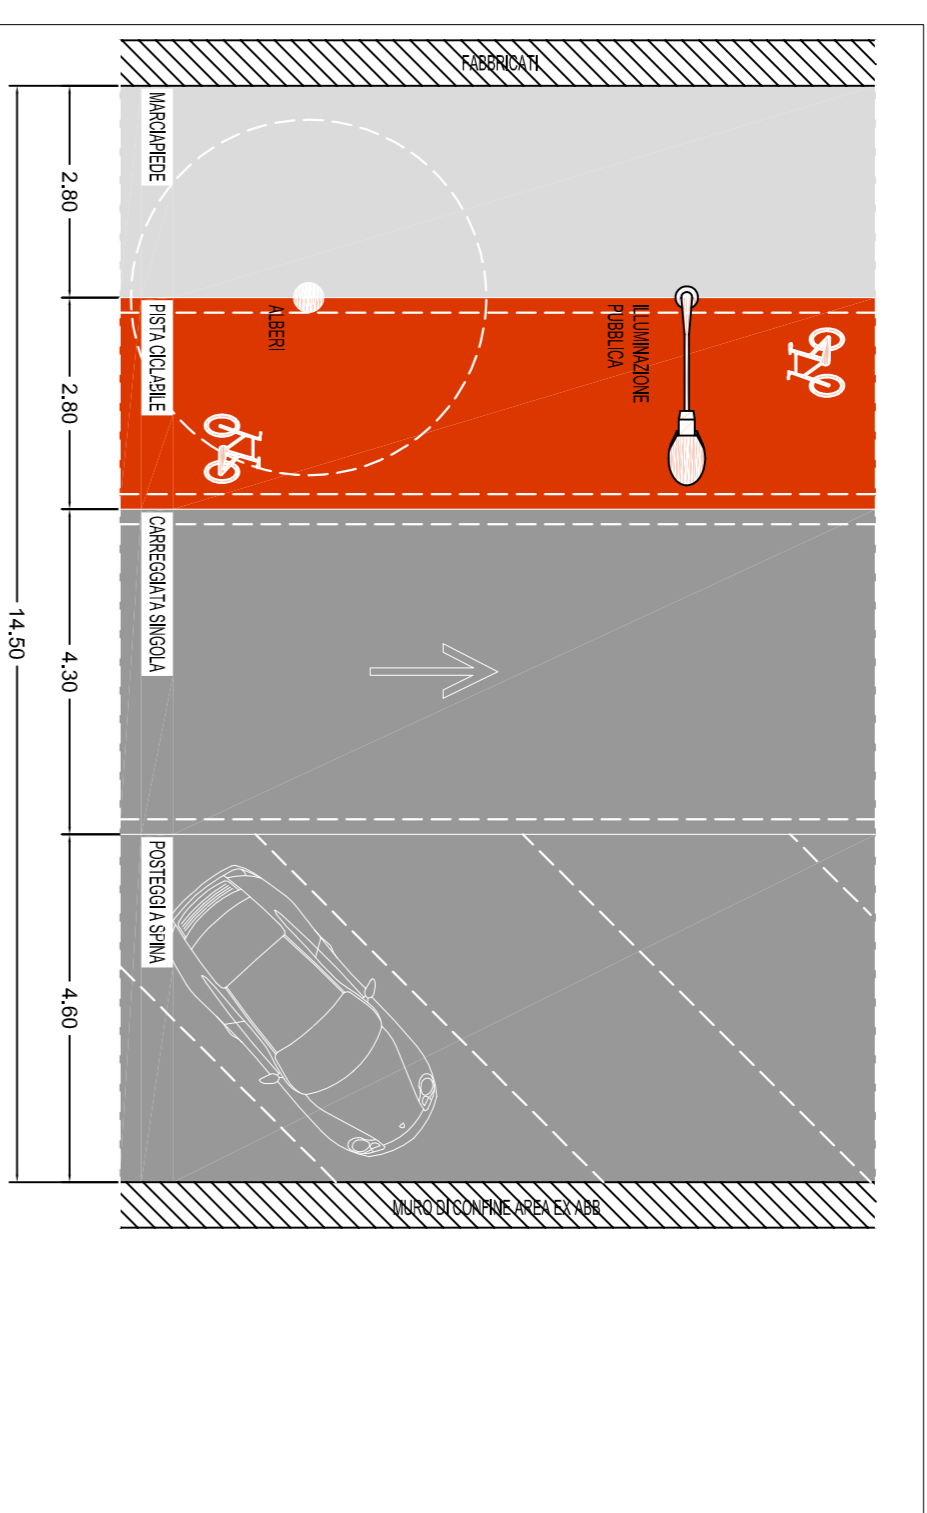 FABBRICATI
MARCIAPIEDE
2.80
PISTA CICLABILE
ALBERI
ILLUMINAZIONE
PUBBLICA
2.80
CARREGGIATA SINGOLA
4.30
14.50
POSTEGGI A SPINA
4.60
MURO DI CONFINE AREA EX ABB